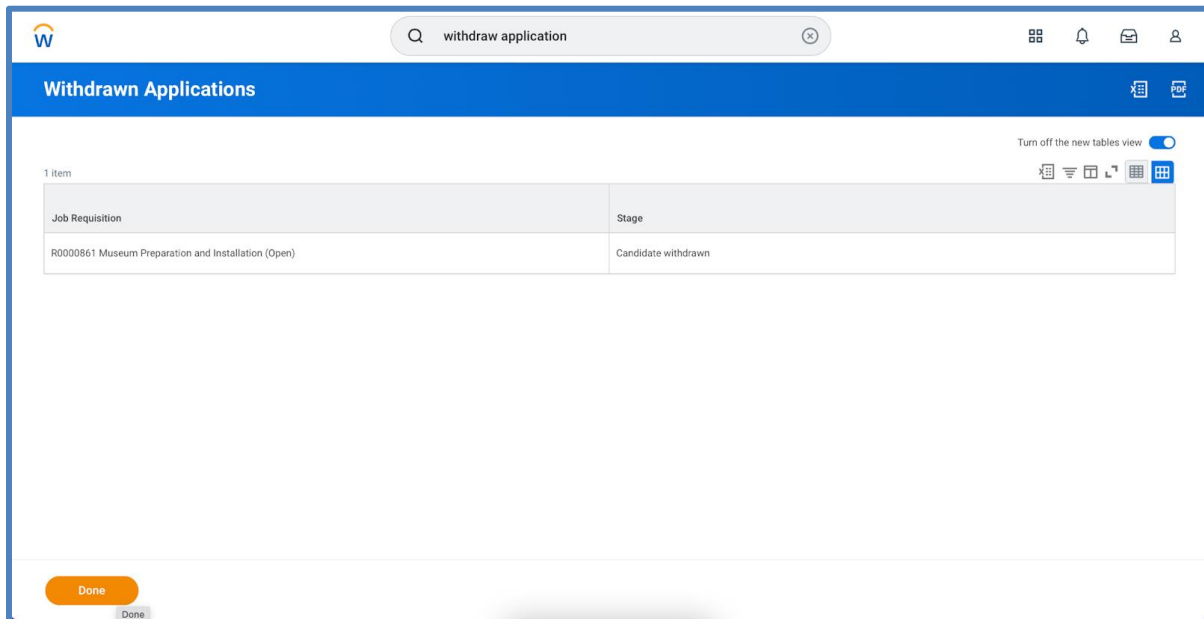 W
withdraw application
Withdrawn Applications
PDF
Turn off the new tables view
1 item
Job Requisition
Stage
R0000861 Museum Preparation and Installation (Open)
Candidate withdrawn
Done
Done